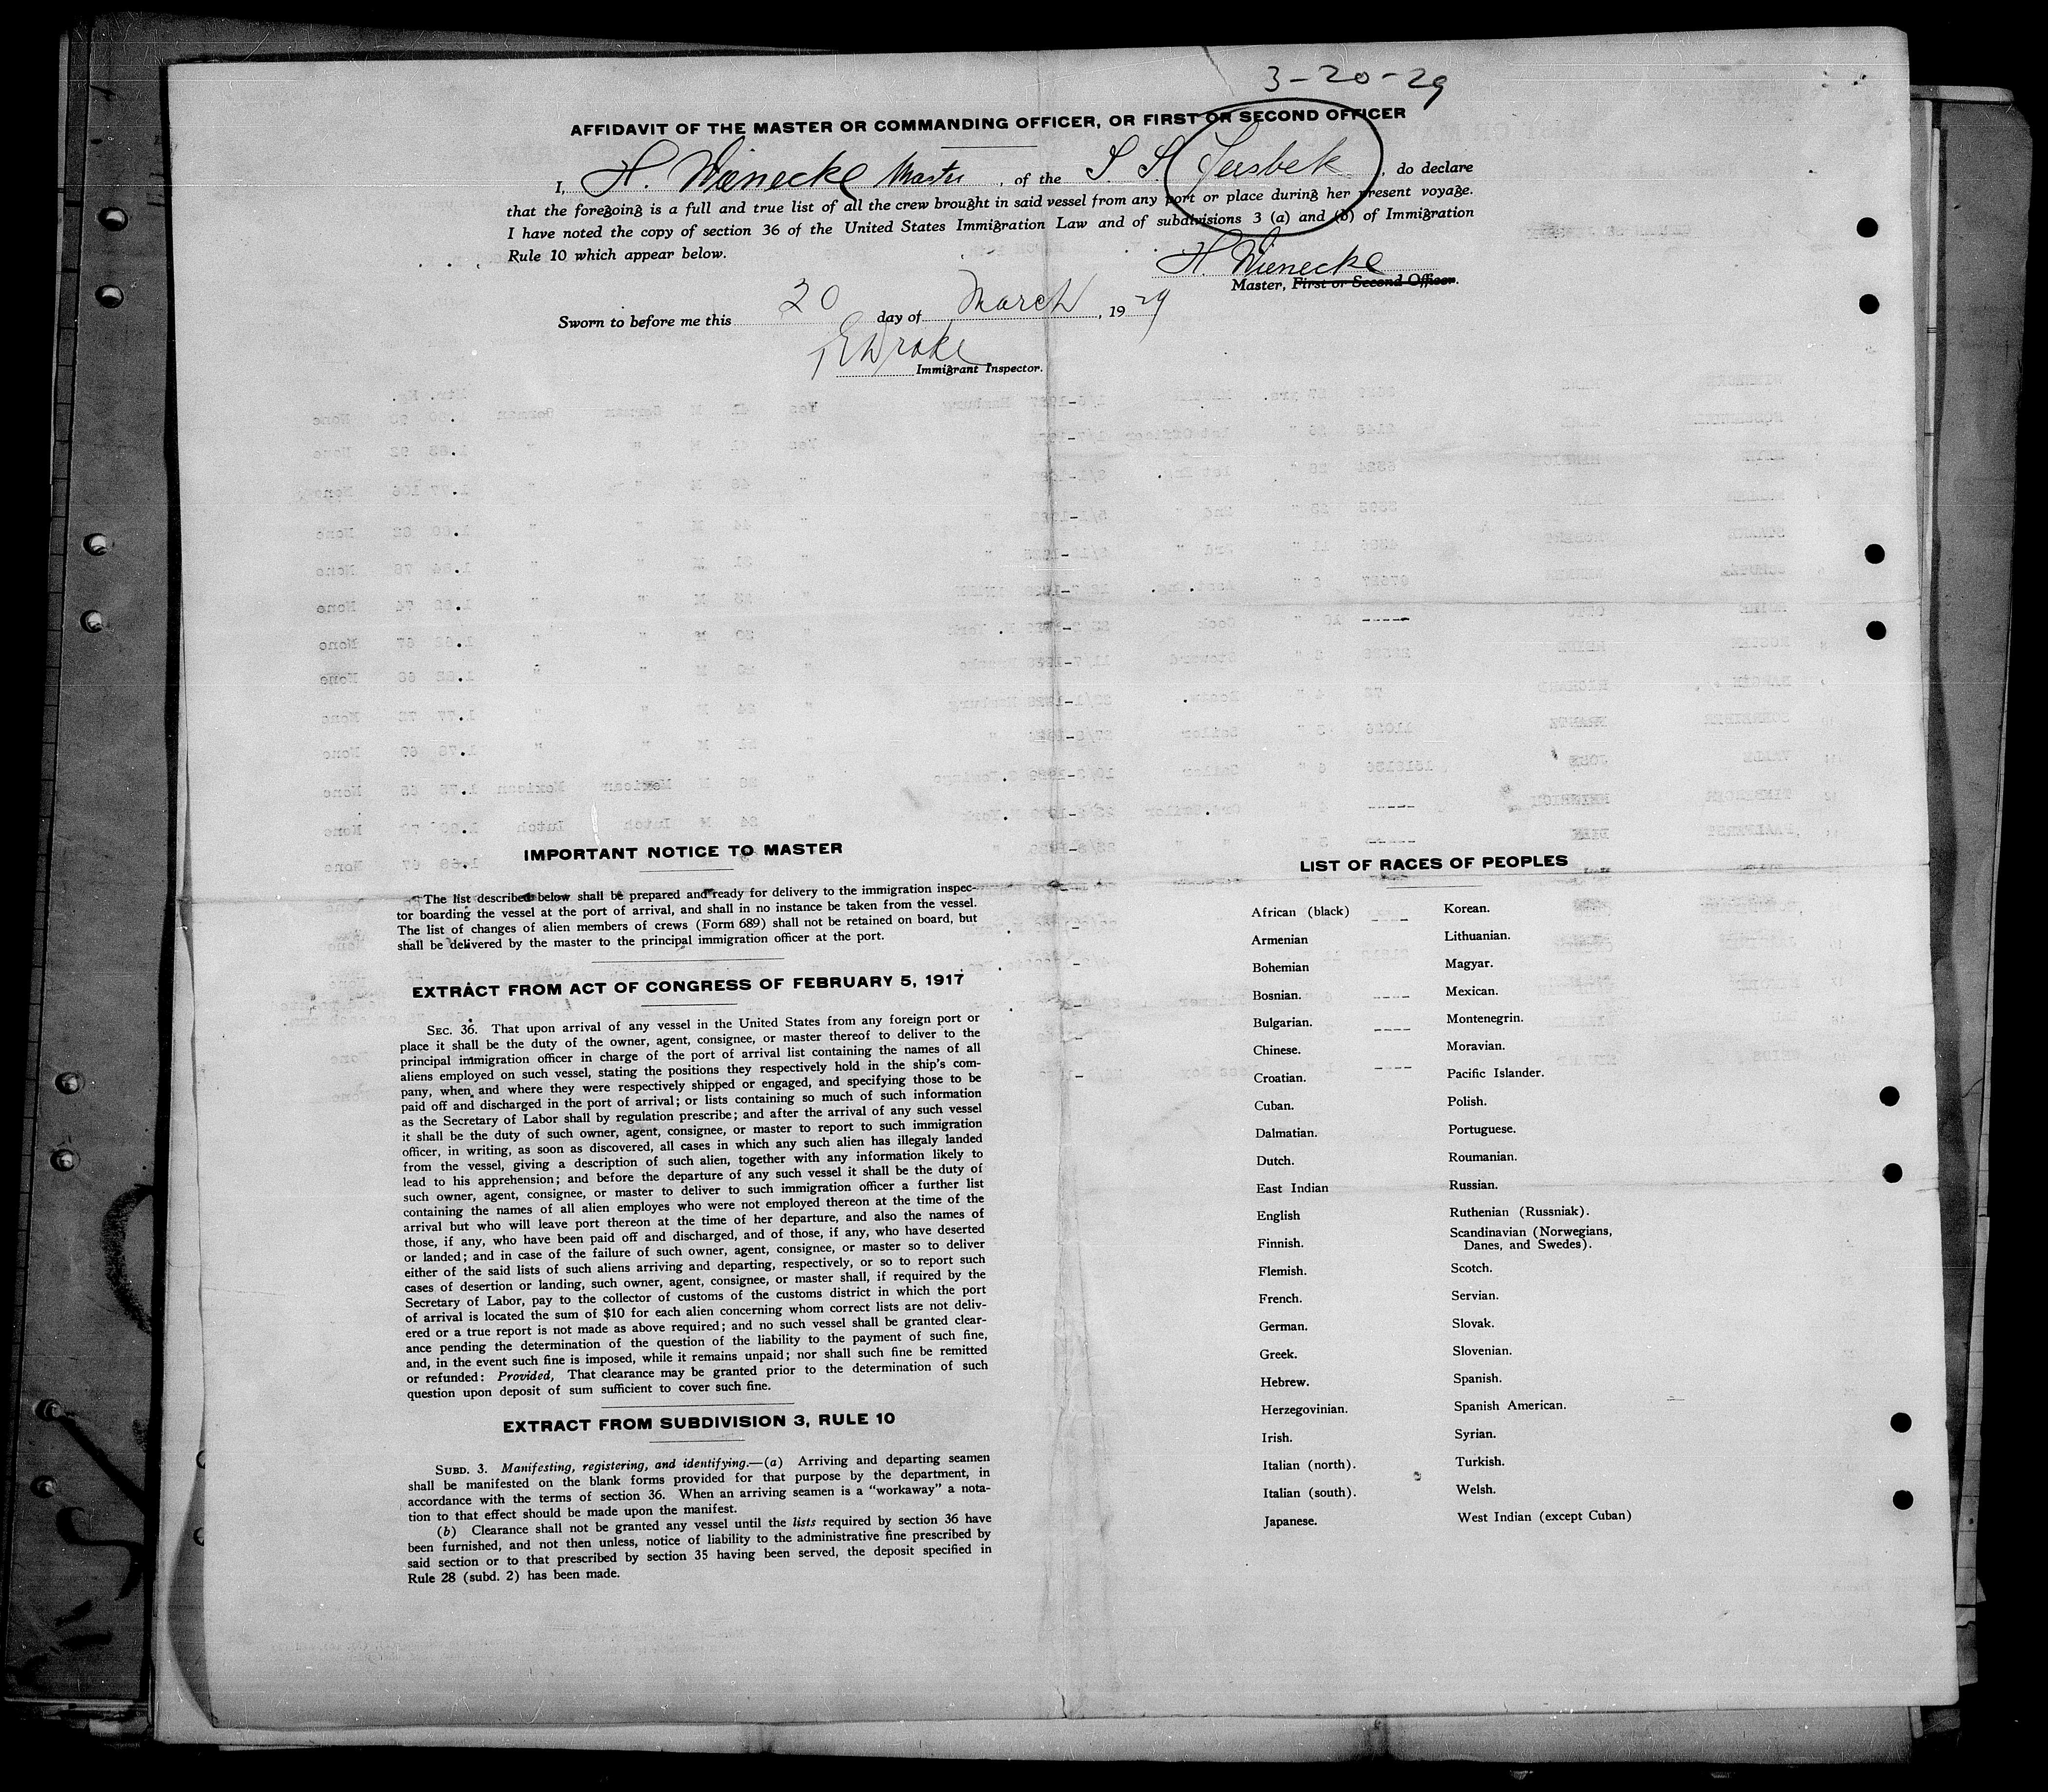 3-20-29
AFFIDAVIT OF THE MASTER OR COMMANDING OFFICER, OR FIRST OR SECOND OFFICER
I, H. Wienecke Master, of the S S , do declare
that the foregoing is a full and true list of all the crew brought in said vessel from any port or place during her present voyage.
I have noted the copy of section 36 of the United States Immigration Law and of subdivisions 3 (a) and (b) of Immigration
Rule 10 which appear below.
H. Wienecke
Master, First or Second Officer.
Sworn to before me this 20 day of March, 1929
Drake
Immigrant Inspector.
IMPORTANT NOTICE TO MASTER
The list described below shall be prepared and ready for delivery to the immigration inspec-
tor boarding the vessel at the port of arrival, and shall in no instance be taken from the vessel.
The list of changes of alien members of crews (Form 689) shall not be retained on board, but
shall be delivered by the master to the principal immigration officer at the port.
EXTRACT FROM ACT OF CONGRESS OF FEBRUARY 5, 1917
SEC. 36. That upon arrival of any vessel in the United States from any foreign port or
place it shall be the duty of the owner, agent, consignee, or master thereof to deliver to the
principal immigration officer in charge of the port of arrival list containing the names of all
aliens employed on such vessel, stating the positions they respectively hold in the ship's com-
pany, when and where they were respectively shipped or engaged, and specifying those to be
paid off and discharged in the port of arrival; or lists containing so much of such information
as the Secretary of Labor shall by regulation prescribe; and after the arrival of any such vessel
it shall be the duty of such owner, agent, consignee, or master to report to such immigration
officer, in writing, as soon as discovered, all cases in which any such alien has illegaly landed
from the vessel, giving a description of such alien, together with any information likely to
lead to his apprehension; and before the departure of any such vessel it shall be the duty of
such owner, agent, consignee, or master to deliver to such immigration officer a further list
containing the names of all alien employes who were not employed thereon at the time of the
arrival but who will leave port thereon at the time of her departure, and also the names of
those, if any, who have been paid off and discharged, and of those, if any, who have deserted
or landed; and in case of the failure of such owner, agent, consignee, or master so to deliver
either of the said lists of such aliens arriving and departing, respectively, or so to report such
cases of desertion or landing, such owner, agent, consignee, or master shall, if required by the
Secretary of Labor, pay to the collector of customs of the customs district in which the port
of arrival is located the sum of $10 for each alien concerning whom correct lists are not deliv-
ered or a true report is not made as above required; and no such vessel shall be granted clear-
ance pending the determination of the question of the liability to the payment of such fine,
and, in the event such fine is imposed, while it remains unpaid; nor shall such fine be remitted
or refunded: Provided, That clearance may be granted prior to the determination of such
question upon deposit of sum sufficient to cover such fine.
EXTRACT FROM SUBDIVISION 3, RULE 10
SUBD. 3. Manifesting, registering, and identifying.—(a) Arriving and departing seamen
shall be manifested on the blank forms provided for that purpose by the department, in
accordance with the terms of section 36. When an arriving seamen is a "workaway" a nota-
tion to that effect should be made upon the manifest.
(b) Clearance shall not be granted any vessel until the lists required by section 36 have
been furnished, and not then unless, notice of liability to the administrative fine prescribed by
said section or to that prescribed by section 35 having been served, the deposit specified in
Rule 28 (subd. 2) has been made.
LIST OF RACES OF PEOPLES
African (black)
Armenian
Bohemian
Bosnian.
Bulgarian.
Chinese.
Croatian.
Cuban.
Dalmatian.
Dutch.
East Indian
English
Finnish.
Flemish.
French.
German.
Greek.
Hebrew.
Herzegovinian.
Irish.
Italian (north).
Italian (south).
Japanese.
Korean.
Lithuanian.
Magyar.
Mexican.
Montenegrin.
Moravian.
Pacific Islander.
Polish.
Portuguese.
Roumanian.
Russian.
Ruthenian (Russniak).
Scandinavian (Norwegians,
Danes, and Swedes).
Scotch.
Servian.
Slovak.
Slovenian.
Spanish.
Spanish American.
Syrian.
Turkish.
Welsh.
West Indian (except Cuban)